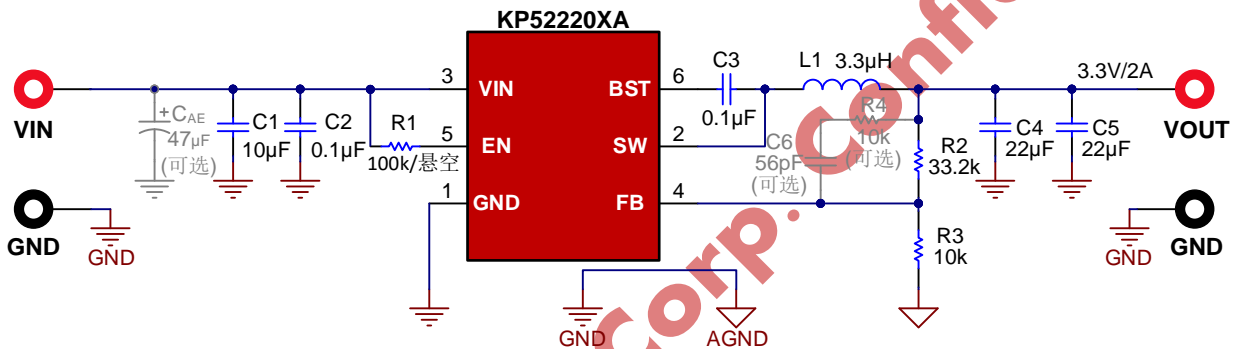 KP52220XA
VIN
GND
+CAE
47µF
(可选)
C1
10µF
C2
0.1µF
R1
100k/悬空
3
5
1
VIN
EN
GND
BST
SW
FB
6
2
4
C3
0.1µF
L1
3.3µH
C6
56pF
(可选)
R4
10k
(可选)
R2
33.2k
R3
10k
C4
22µF
C5
22µF
3.3V/2A
VOUT
GND
GND
GND
GND
AGND
Corp. Confi